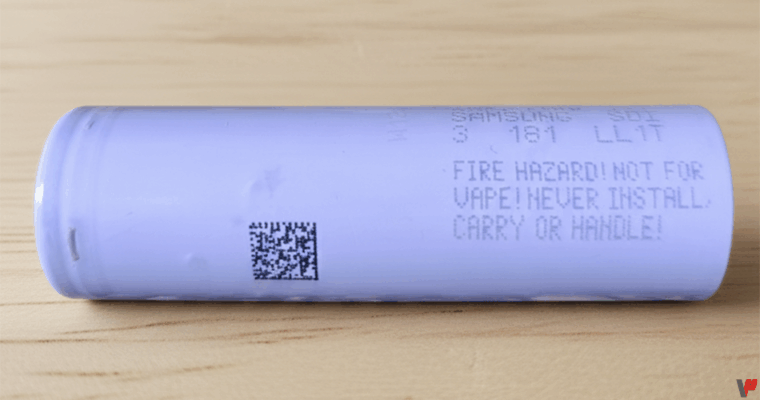 SAMSUNG SDI
3 181 LL1T
FIRE HAZARD! NOT FOR
VAPE! NEVER INSTALL,
CARRY OR HANDLE!